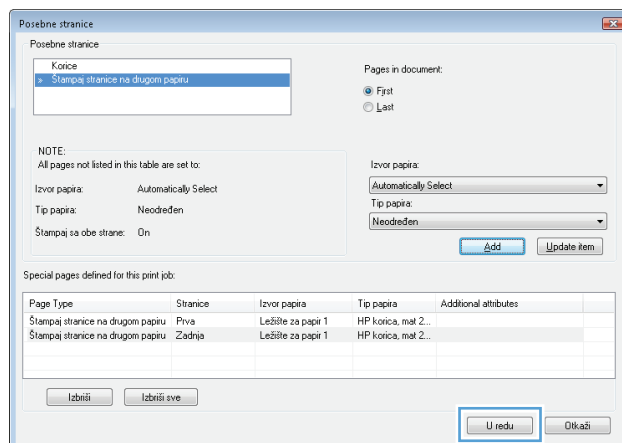 Posebne stranice
Posebne stranice
Korice
» Štampaj stranice na drugom papiru
Pages in document:
First
Last
NOTE:
All pages not listed in this table are set to:
Izvor papira: Automatically Select
Tip papira: Neodređen
Štampaj sa obe strane: On
Izvor papira:
Automatically Select
Tip papira:
Neodređen
Add Update item
Special pages defined for this print job:
Page Type Stranice Izvor papira Tip papira Additional attributes
Štampaj stranice na drugom papiru Prva Ležište za papir 1 HP korica, mat 2...
Štampaj stranice na drugom papiru Zadnja Ležište za papir 1 HP korica, mat 2...
Izbriši Izbriši sve
U redu Otkaži